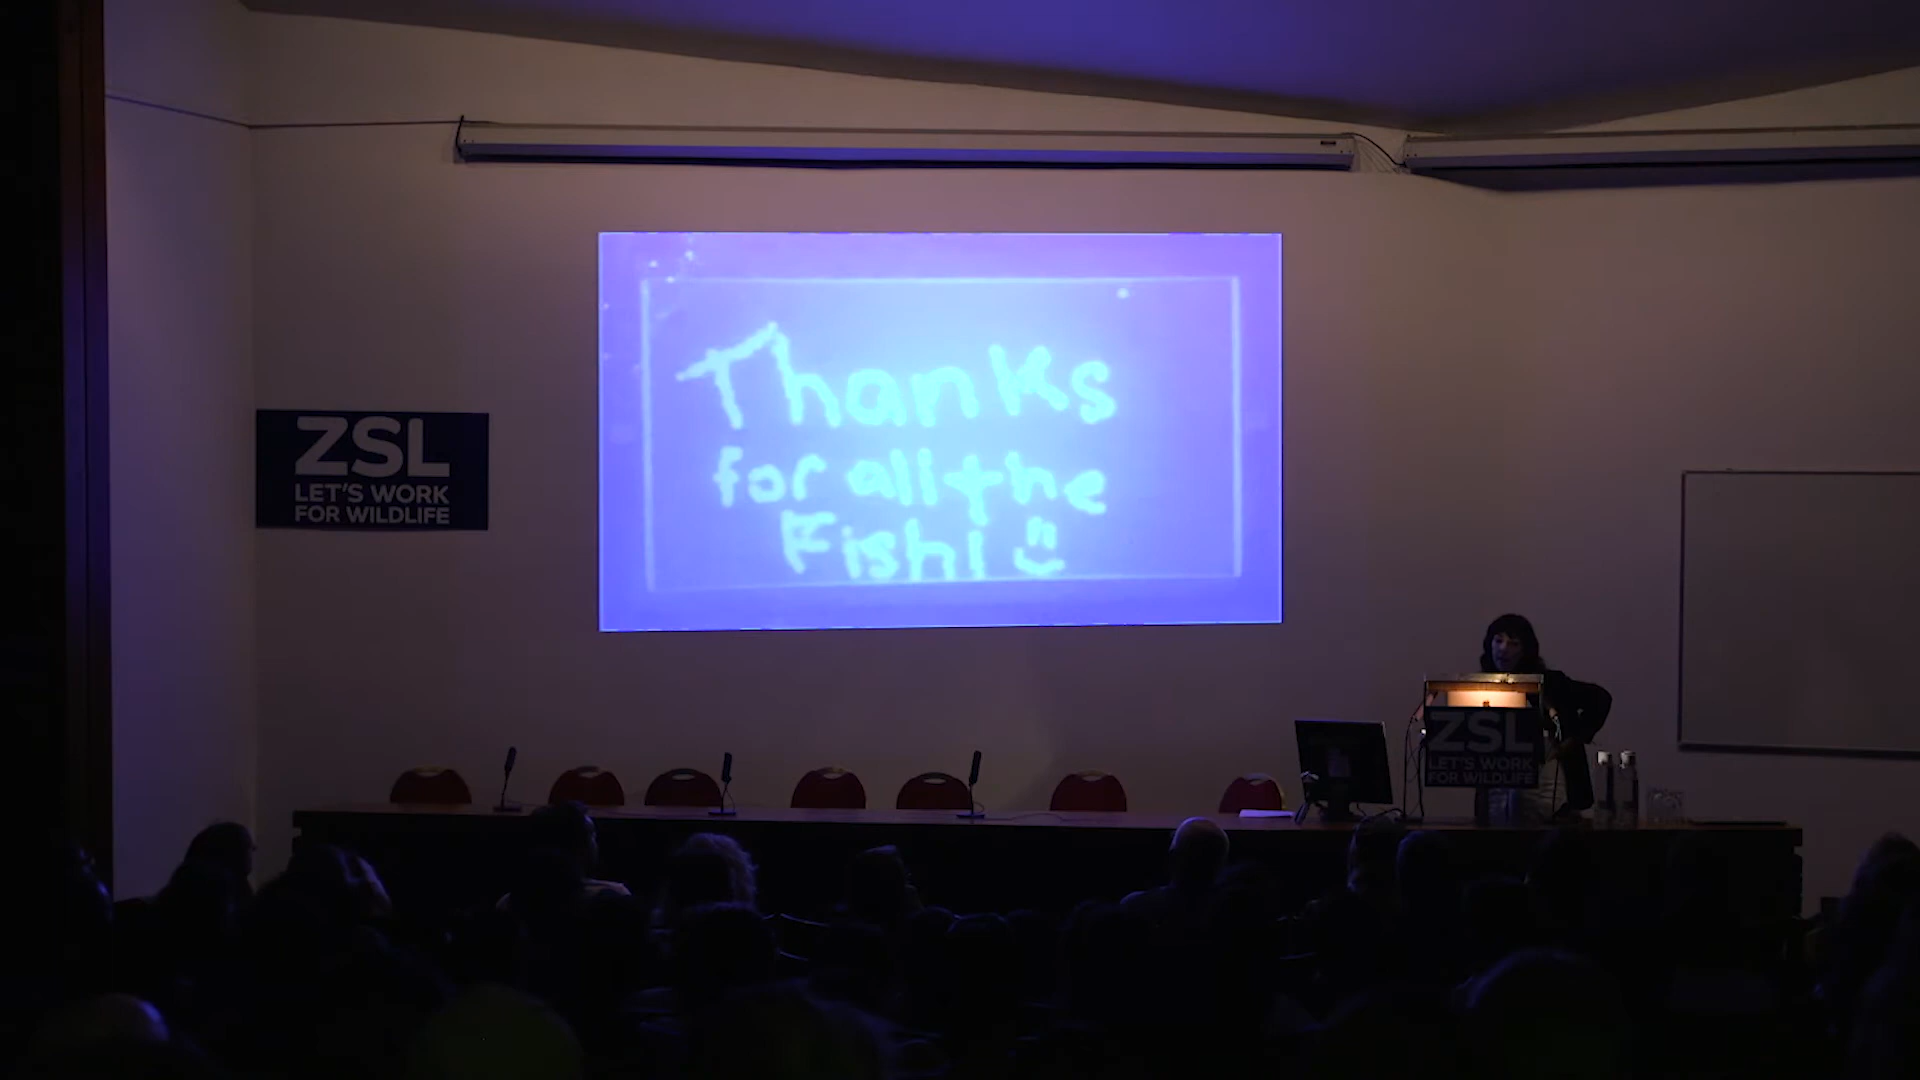 ZSL
LET'S WORK
FOR WILDLIFE
Thanks
for all the
Fish!
ZSL
LET'S WORK
FOR WILDLIFE